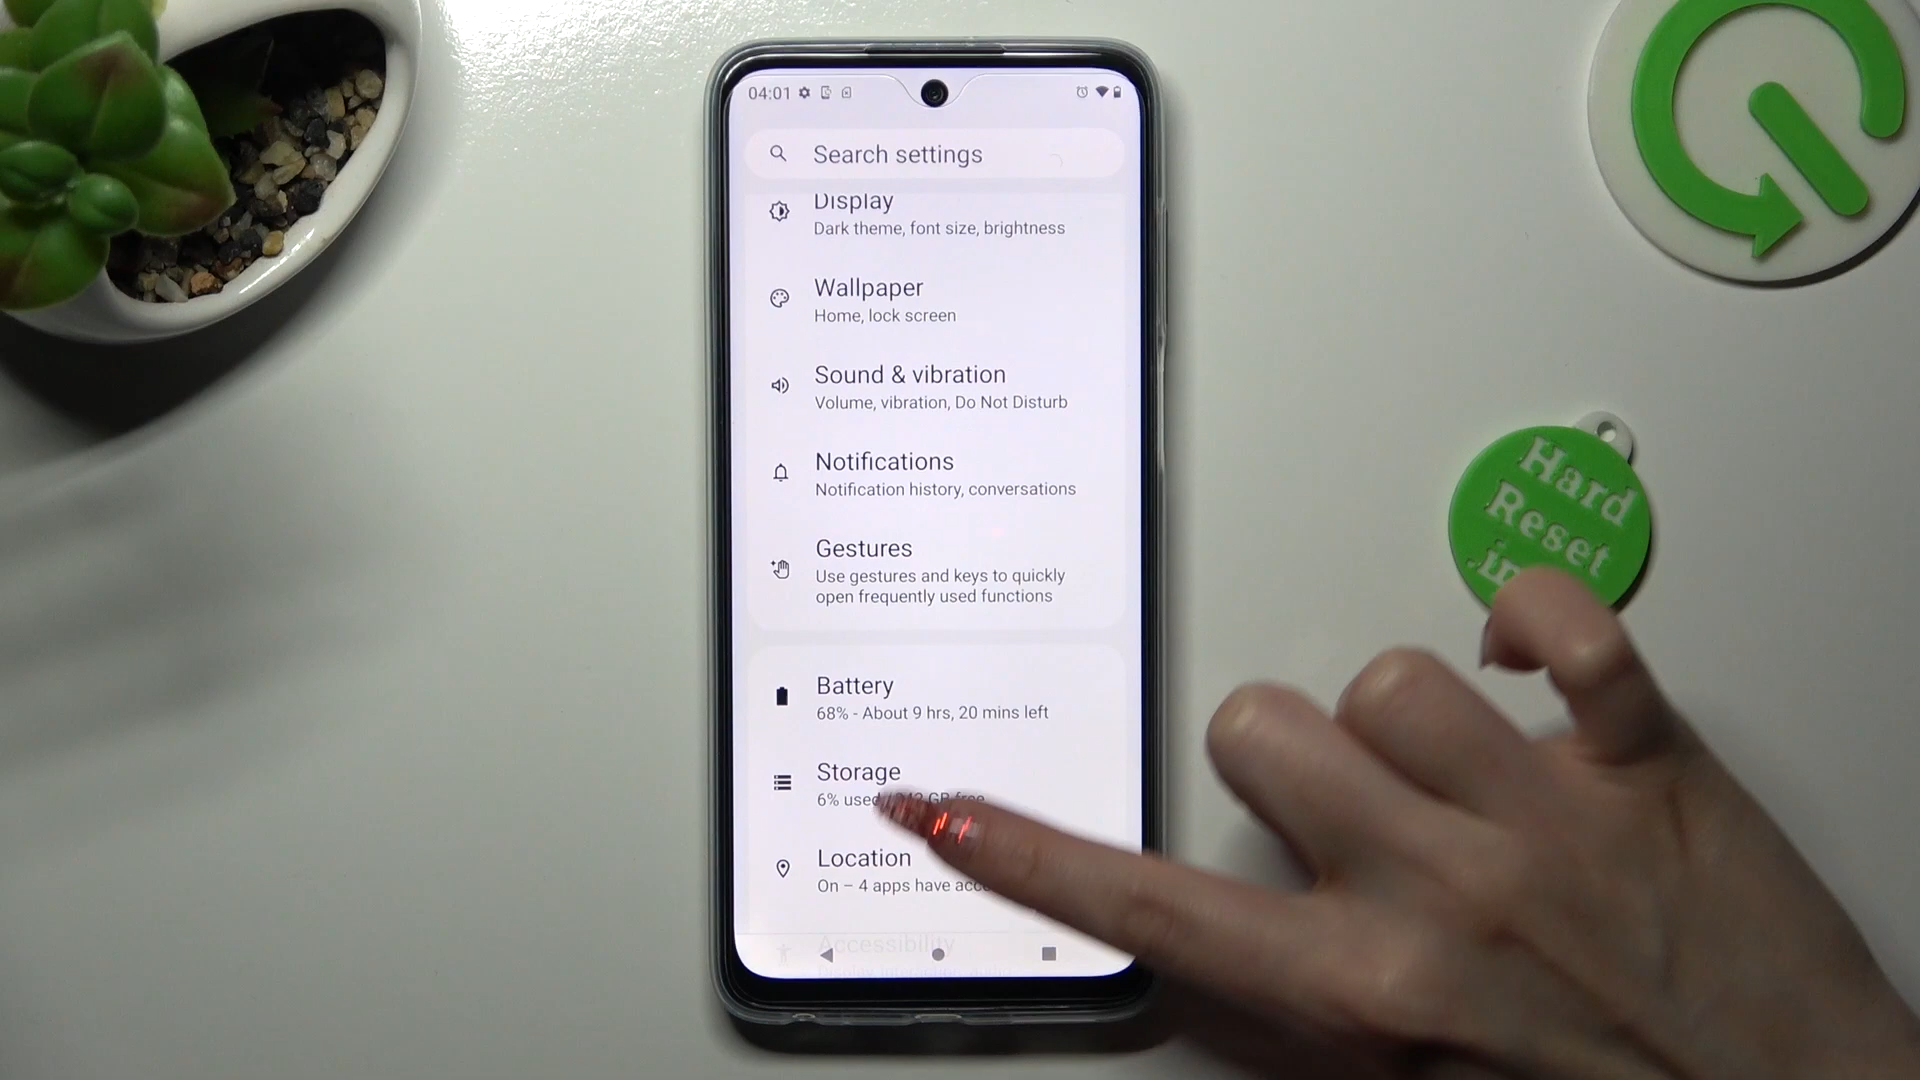 04:01
Search settings
Display
Dark theme, font size, brightness
Wallpaper
Home, lock screen
Sound & vibration
Volume, vibration, Do Not Disturb
Notifications
Notification history, conversations
Gestures
Use gestures and keys to quickly
open frequently used functions
Battery
68% - About 9 hrs, 20 mins left
Storage
6% used GB free
Location
On – 4 apps have
Accessibility
Hard
Reset